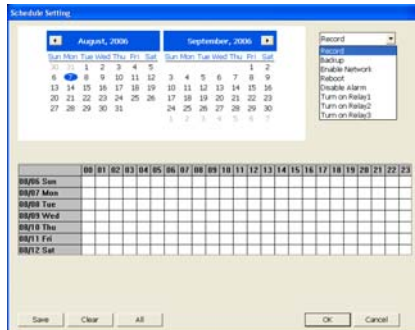 Schedule Setting
August, 2006
Sun Mon Tue Wed Thu Fri Sat
30 31 1 2 3 4 5
6 7 8 9 10 11 12
13 14 15 16 17 18 19
20 21 22 23 24 25 26
27 28 29 30 31
September, 2006
Sun Mon Tue Wed Thu Fri Sat
1 2
3 4 5 6 7 8 9
10 11 12 13 14 15 16
17 18 19 20 21 22 23
24 25 26 27 28 29 30
1 2 3 4 5 6 7
Record
Record
Backup
Enable Network
Reboot
Disable Alarm
Turn on Relay1
Turn on Relay2
Turn on Relay3
00 01 02 03 04 05 06 07 08 09 10 11 12 13 14 15 16 17 18 19 20 21 22 23
08/06 Sun
08/07 Mon
08/08 Tue
08/09 Wed
08/10 Thu
08/11 Fri
08/12 Sat
Save Clear All OK Cancel